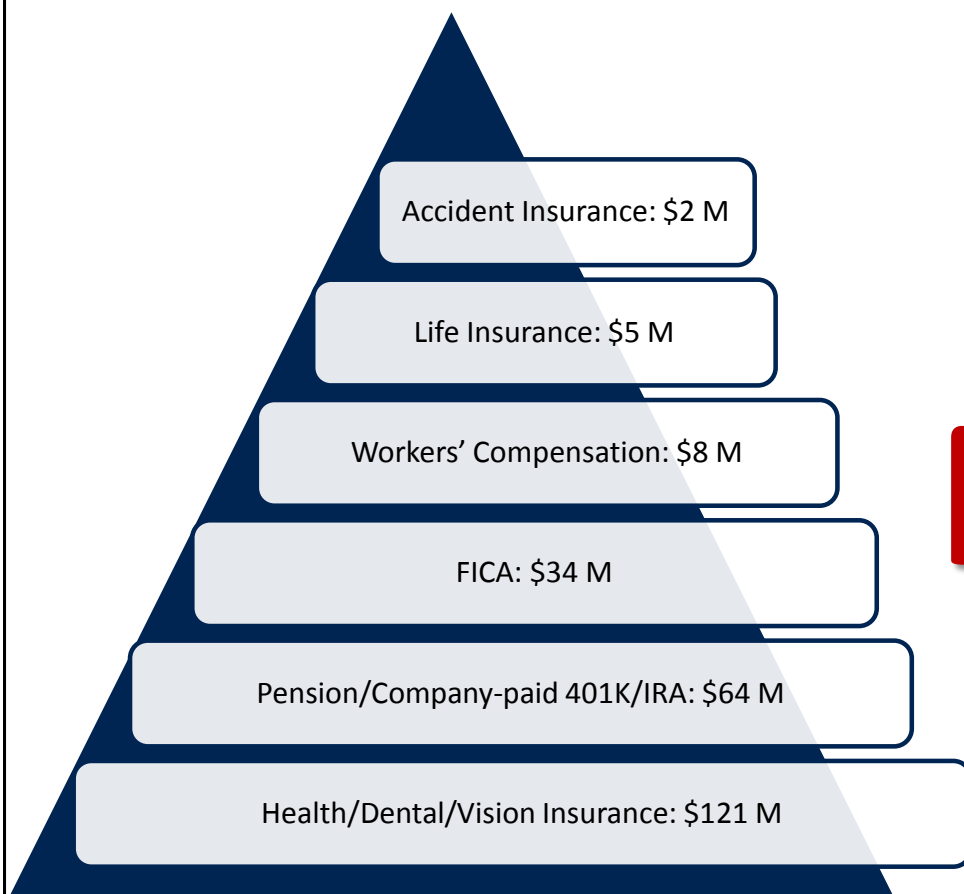 Accident Insurance: $2 M
Life Insurance: $5 M
Workers’ Compensation: $8 M
FICA: $34 M
Pension/Company-paid 401K/IRA: $64 M
Health/Dental/Vision Insurance: $121 M